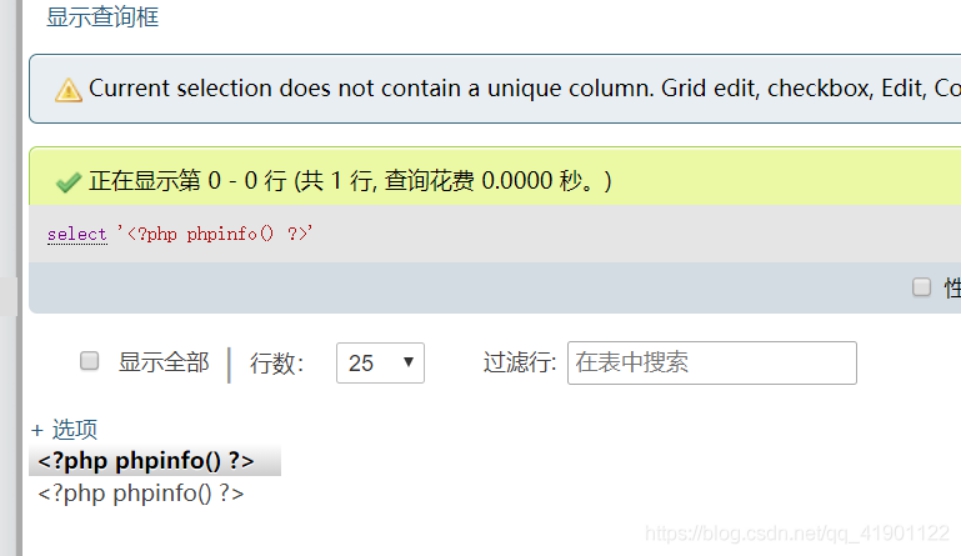 显示查询框
Current selection does not contain a unique column. Grid edit, checkbox, Edit, Co
正在显示第 0 - 0 行 (共 1 行, 查询花费 0.0000 秒。)
select '<?php phpinfo() ?>'
性
显示全部 | 行数: 25 过滤行: 在表中搜索
+ 选项
<?php phpinfo() ?>
<?php phpinfo() ?>
https://blog.csdn.net/qq_41901122